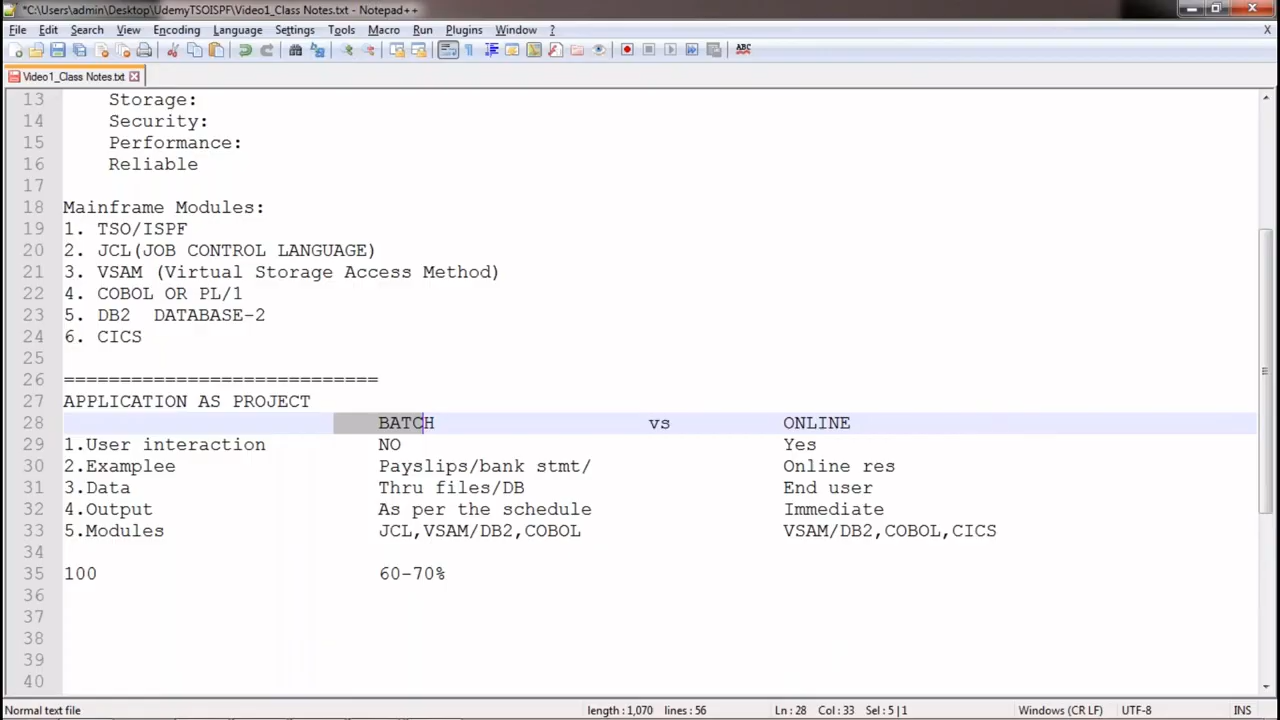 *C:\Users\admin\Desktop\UdemyTSOISPF\Video1_Class Notes.txt - Notepad++
File Edit Search View Encoding Language Settings Tools Macro Run Plugins Window ? X
ABC
Video1_Class Notes.txt
13 Storage:
14 Security:
15 Performance:
16 Reliable
17
18 Mainframe Modules:
19 1. TSO/ISPF
20 2. JCL(JOB CONTROL LANGUAGE)
21 3. VSAM (Virtual Storage Access Method)
22 4. COBOL OR PL/1
23 5. DB2 DATABASE-2
24 6. CICS
25
26 ============================
27 APPLICATION AS PROJECT
28 BATCH vs ONLINE
29 1.User interaction NO Yes
30 2.Examplee Payslips/bank stmt/ Online res
31 3.Data Thru files/DB End user
32 4.Output As per the schedule Immediate
33 5.Modules JCL,VSAM/DB2,COBOL VSAM/DB2,COBOL,CICS
34
35 100 60-70%
36
37
38
39
40
Normal text file length : 1,070 lines : 56 Ln : 28 Col : 33 Sel : 5 | 1 Windows (CR LF) UTF-8 INS